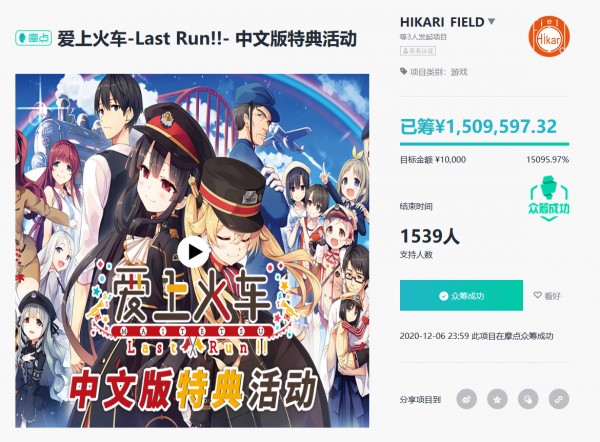 摩点 爱上火车-Last Run!!- 中文版特典活动
爱上火车
MAITETSU
Last Run!!
中文版特典活动
HIKARI FIELD
等3人发起项目
Hikari
项目类别：游戏
已筹¥1,509,597.32
目标金额 ¥10,000 15095.97%
结束时间
众筹成功
1539人
支持人数
众筹成功 看好
2020-12-06 23:59 此项目在摩点众筹成功
分享项目到